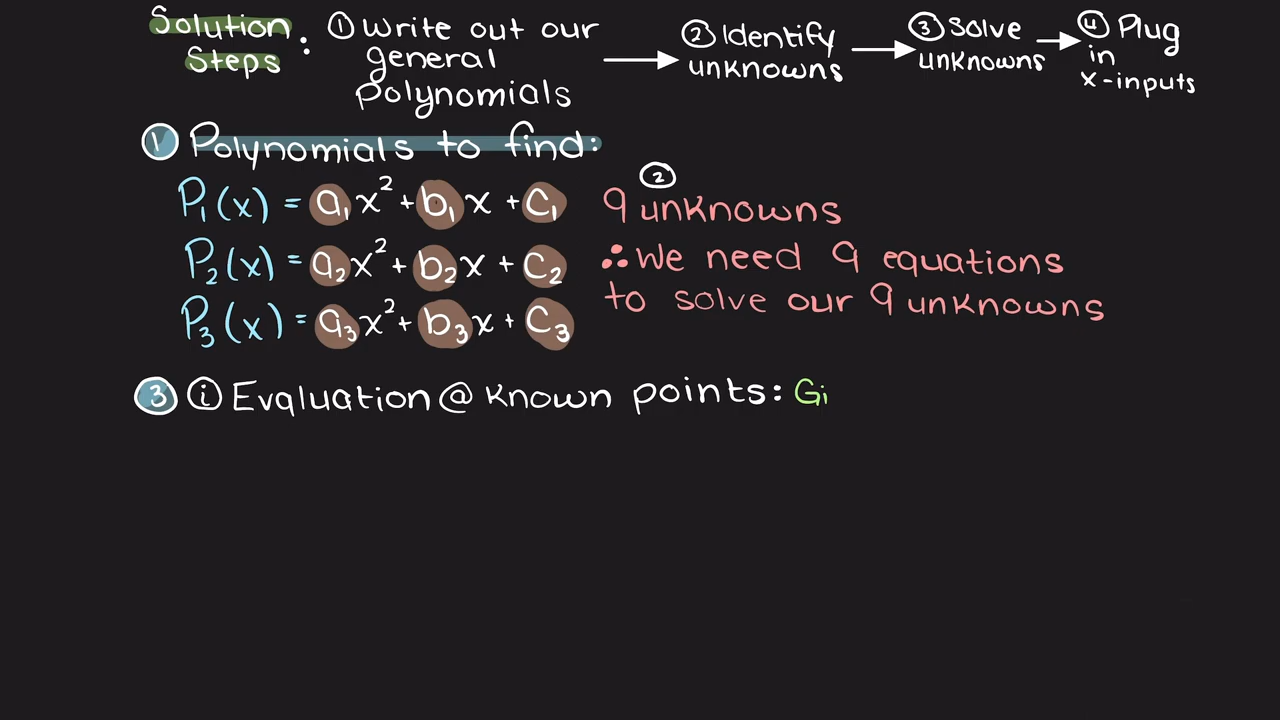 Solution Steps: ① Write out our general polynomials → ② Identify unknowns → ③ Solve unknowns → ④ Plug in x-inputs
① Polynomials to find:
P₁(x) = a₁x² + b₁x + c₁
P₂(x) = a₂x² + b₂x + c₂
P₃(x) = a₃x² + b₃x + c₃
②
9 unknowns
∴ We need 9 equations
to solve our 9 unknowns
③ ⓘ Evaluation @ known points: Gi